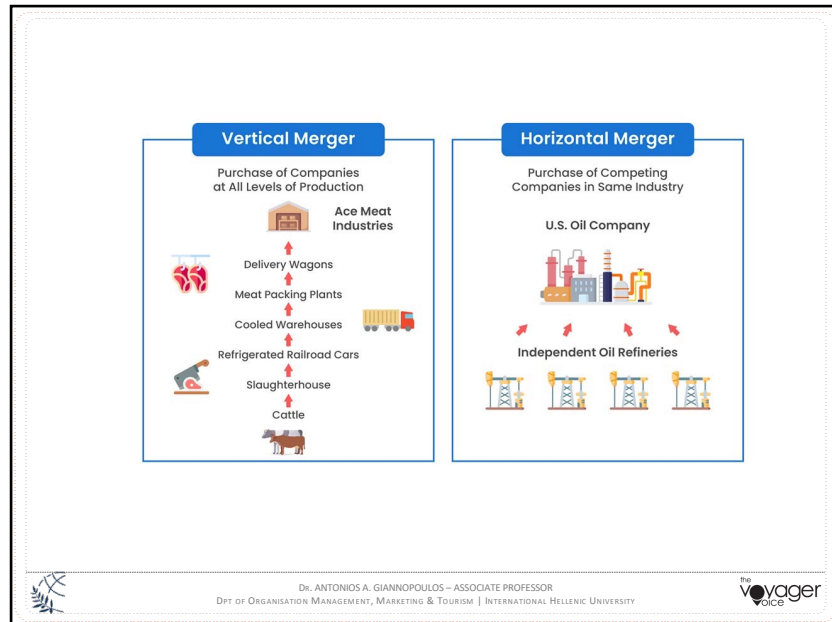 Vertical Merger
Purchase of Companies
at All Levels of Production
Ace Meat
Industries
Delivery Wagons
Meat Packing Plants
Cooled Warehouses
Refrigerated Railroad Cars
Slaughterhouse
Cattle
Horizontal Merger
Purchase of Competing
Companies in Same Industry
U.S. Oil Company
Independent Oil Refineries
DR. ANTONIOS A. GIANNOPOULOS – ASSOCIATE PROFESSOR
DPT OF ORGANISATION MANAGEMENT, MARKETING & TOURISM | INTERNATIONAL HELLENIC UNIVERSITY
the
voyager
voice